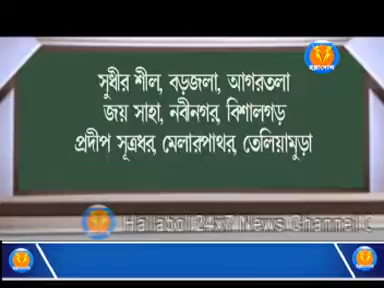 সুধীর শীল, বড়জলা, আগরতলা
জয় সাহা, নবীনগর, বিশালগড়
প্রদীপ সূত্রধর, মেলারপাথর, তেলিয়ামুড়া
Hallabol 24x7 News Channel